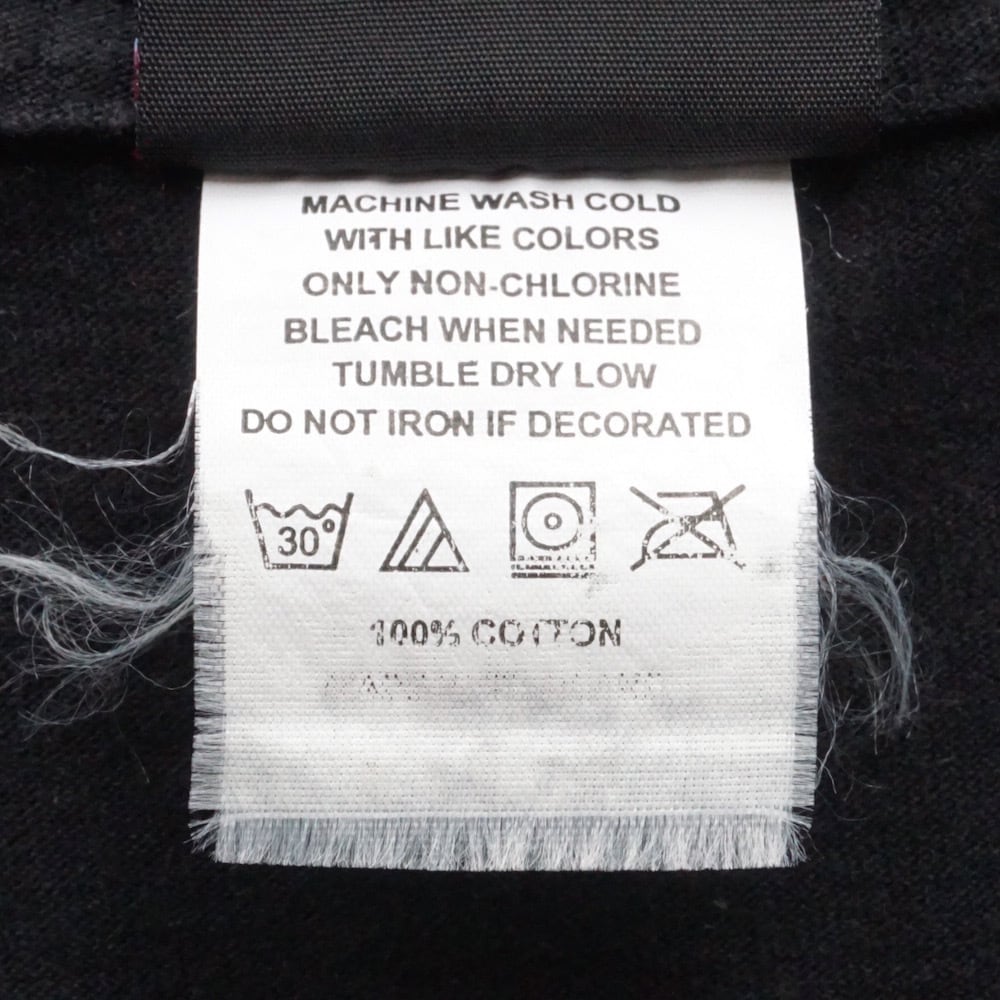 MACHINE WASH COLD
WITH LIKE COLORS
ONLY NON-CHLORINE
BLEACH WHEN NEEDED
TUMBLE DRY LOW
DO NOT IRON IF DECORATED
30°
100% COTTON